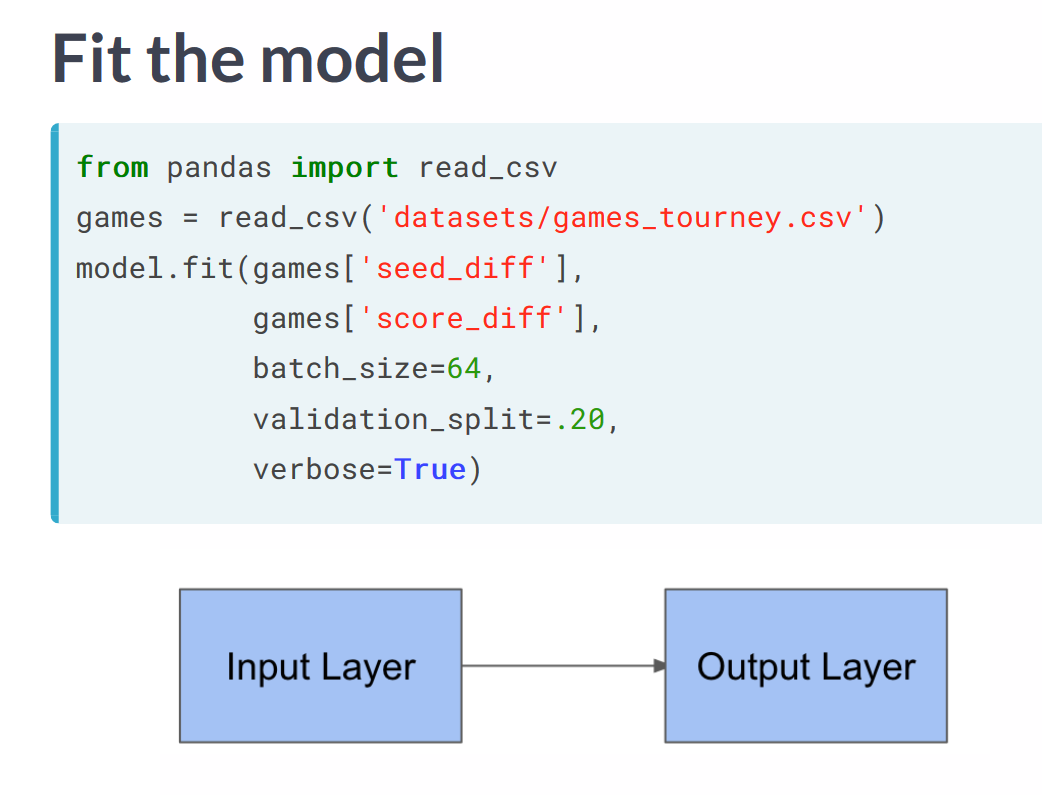 Fit the model
from pandas import read_csv
games = read_csv('datasets/games_tourney.csv')
model.fit(games['seed_diff'],
          games['score_diff'],
          batch_size=64,
          validation_split=.20,
          verbose=True)
Input Layer
Output Layer